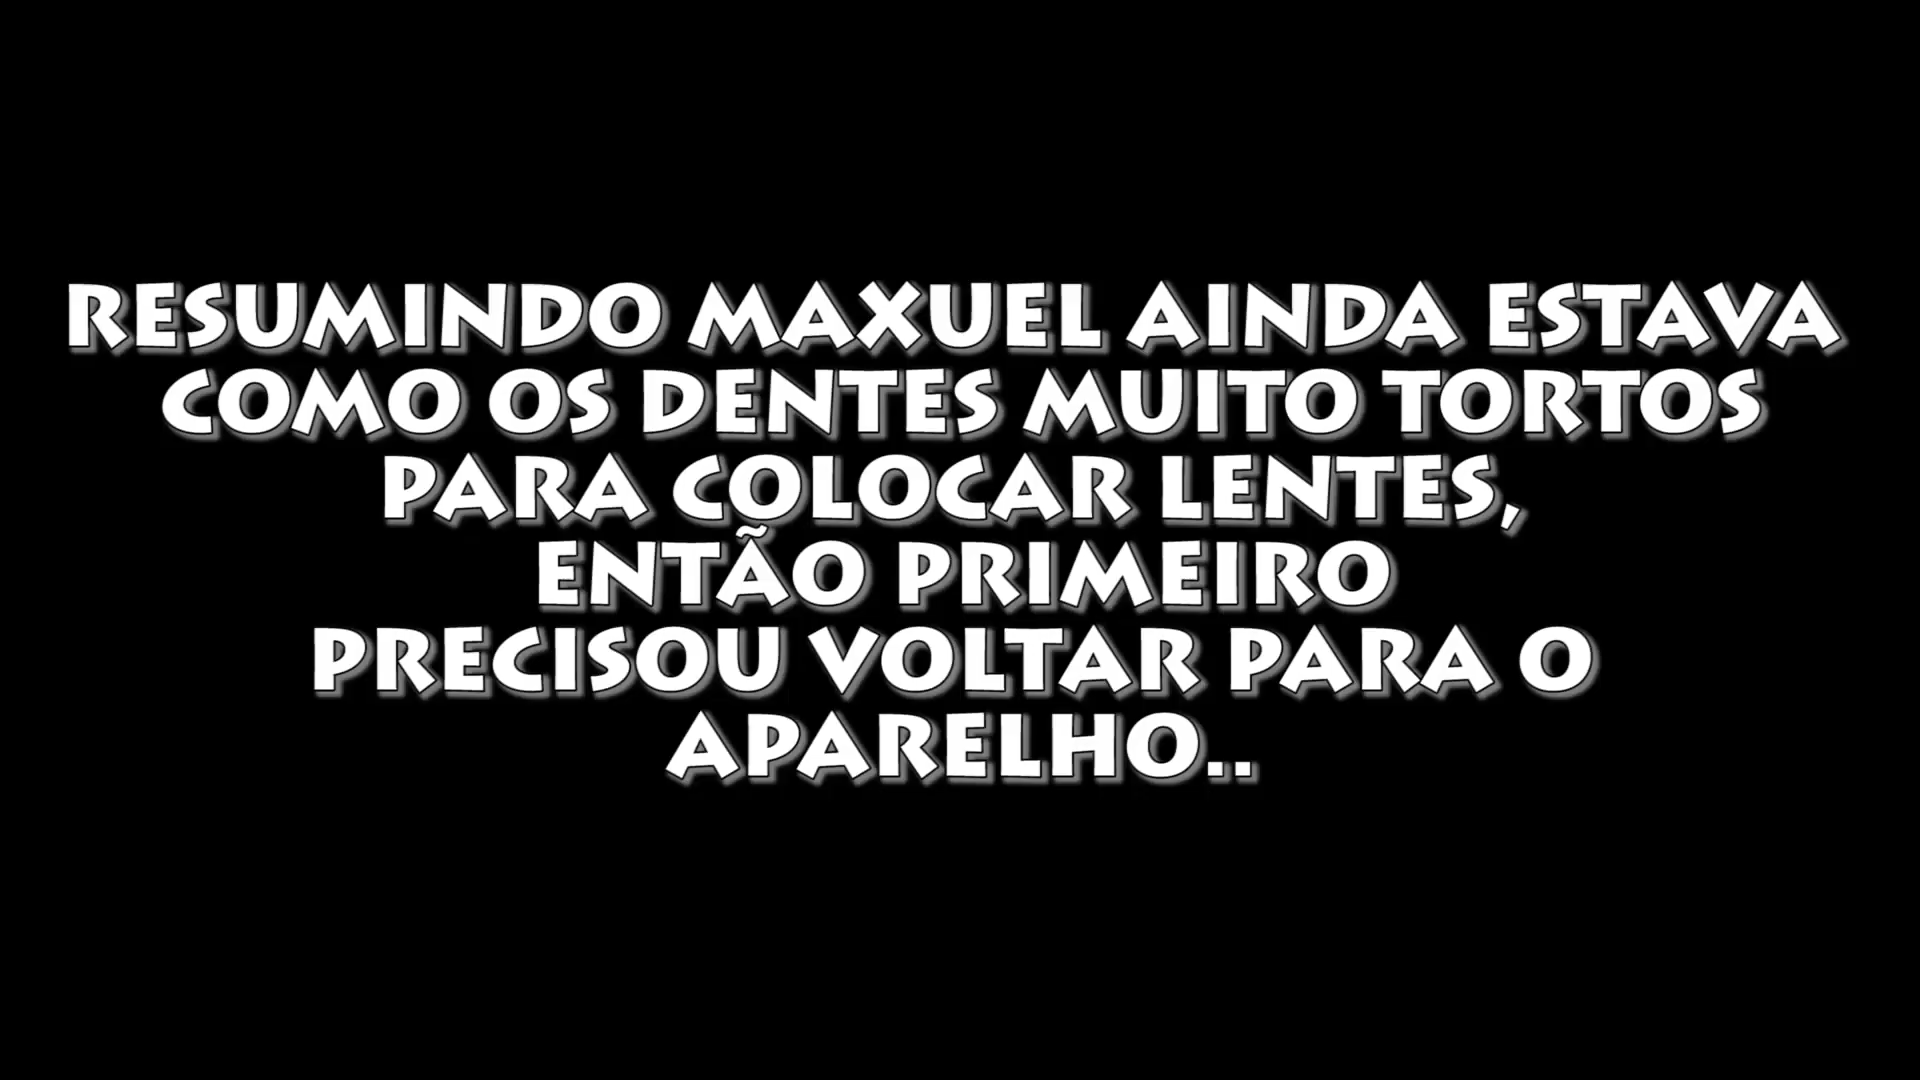 RESUMINDO MAXUEL AINDA ESTAVA
COMO OS DENTES MUITO TORTOS
PARA COLOCAR LENTES,
ENTÃO PRIMEIRO
PRECISOU VOLTAR PARA O
APARELHO..